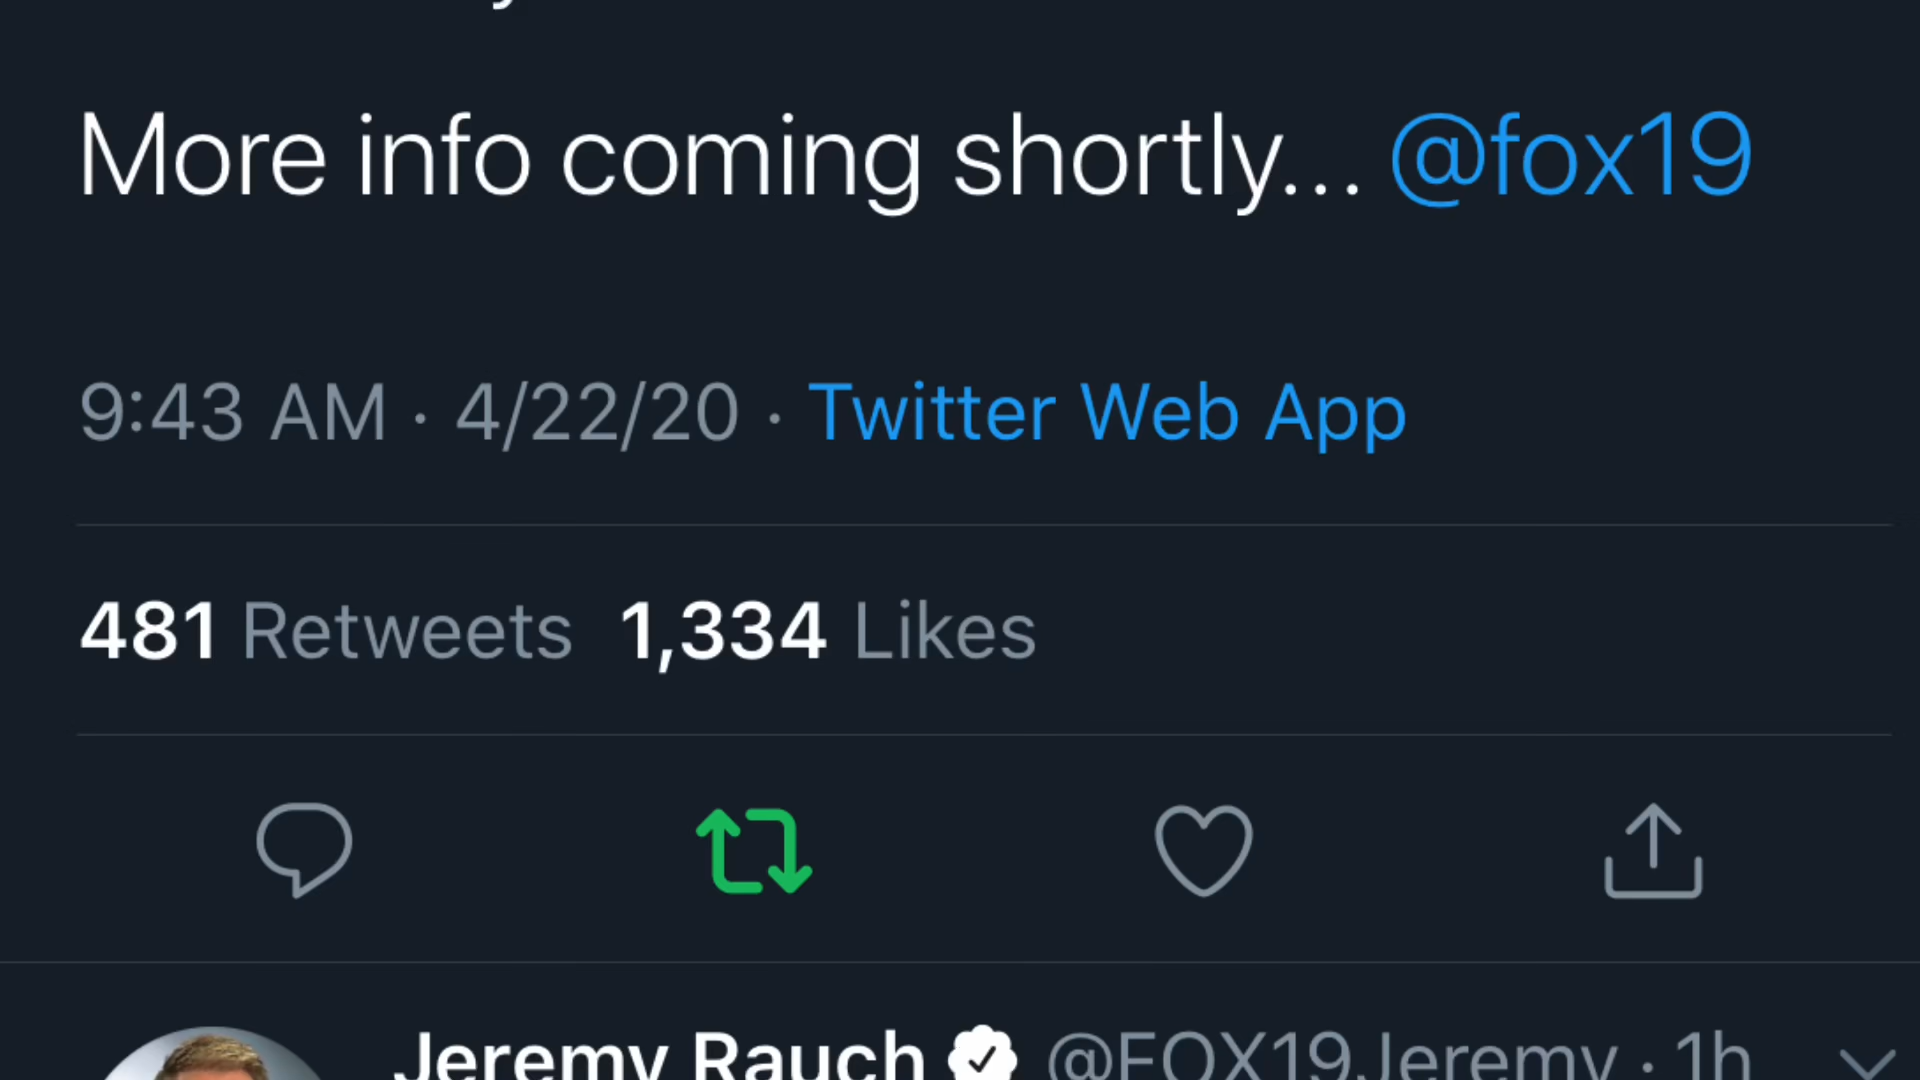 More info coming shortly... @fox19
9:43 AM · 4/22/20 · Twitter Web App
481 Retweets 1,334 Likes
Jeremy Rauch @FOX19Jeremy · 1h